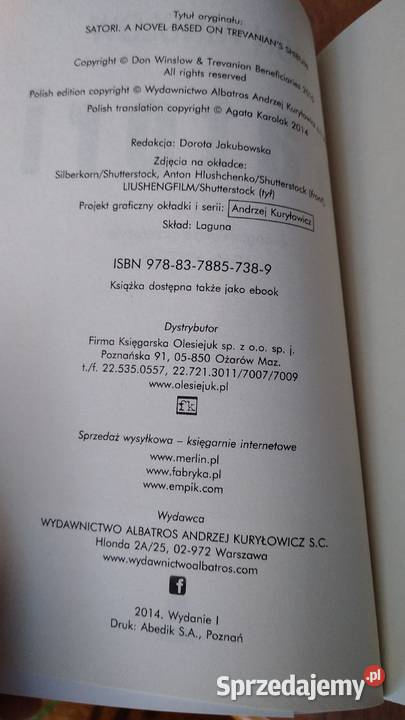 Tytuł oryginału:
SATORI. A NOVEL BASED ON TREVANIAN'S SHIBUMI
Copyright © Don Winslow & Trevanian Beneficiaries
All rights reserved
Polish edition copyright © Wydawnictwo Albatros Andrzej Kuryłowicz
Polish translation copyright © Agata Karolak 2014
Redakcja: Dorota Jakubowska
Zdjęcia na okładce:
Silberkorn/Shutterstock, Anton Hlushchenko/Shutterstock (front),
LIUSHENGFILM/Shutterstock (tył)
Projekt graficzny okładki i serii: Andrzej Kuryłowicz
Skład: Laguna
ISBN 978-83-7885-738-9
Książka dostępna także jako ebook
Dystrybutor
Firma Księgarska Olesiejuk sp. z o.o. sp. j.
Poznańska 91, 05-850 Ożarów Maz.
t./f. 22.535.0557, 22.721.3011/7007/7009
www.olesiejuk.pl
fk
Sprzedaż wysyłkowa – księgarnie internetowe
www.merlin.pl
www.fabryka.pl
www.empik.com
Wydawca
WYDAWNICTWO ALBATROS ANDRZEJ KURYŁOWICZ S.C.
Hlonda 2A/25, 02-972 Warszawa
www.wydawnictwoalbatros.com
f
2014. Wydanie I
Druk: Abedik S.A., Poznań
Sprzedajemy.pl